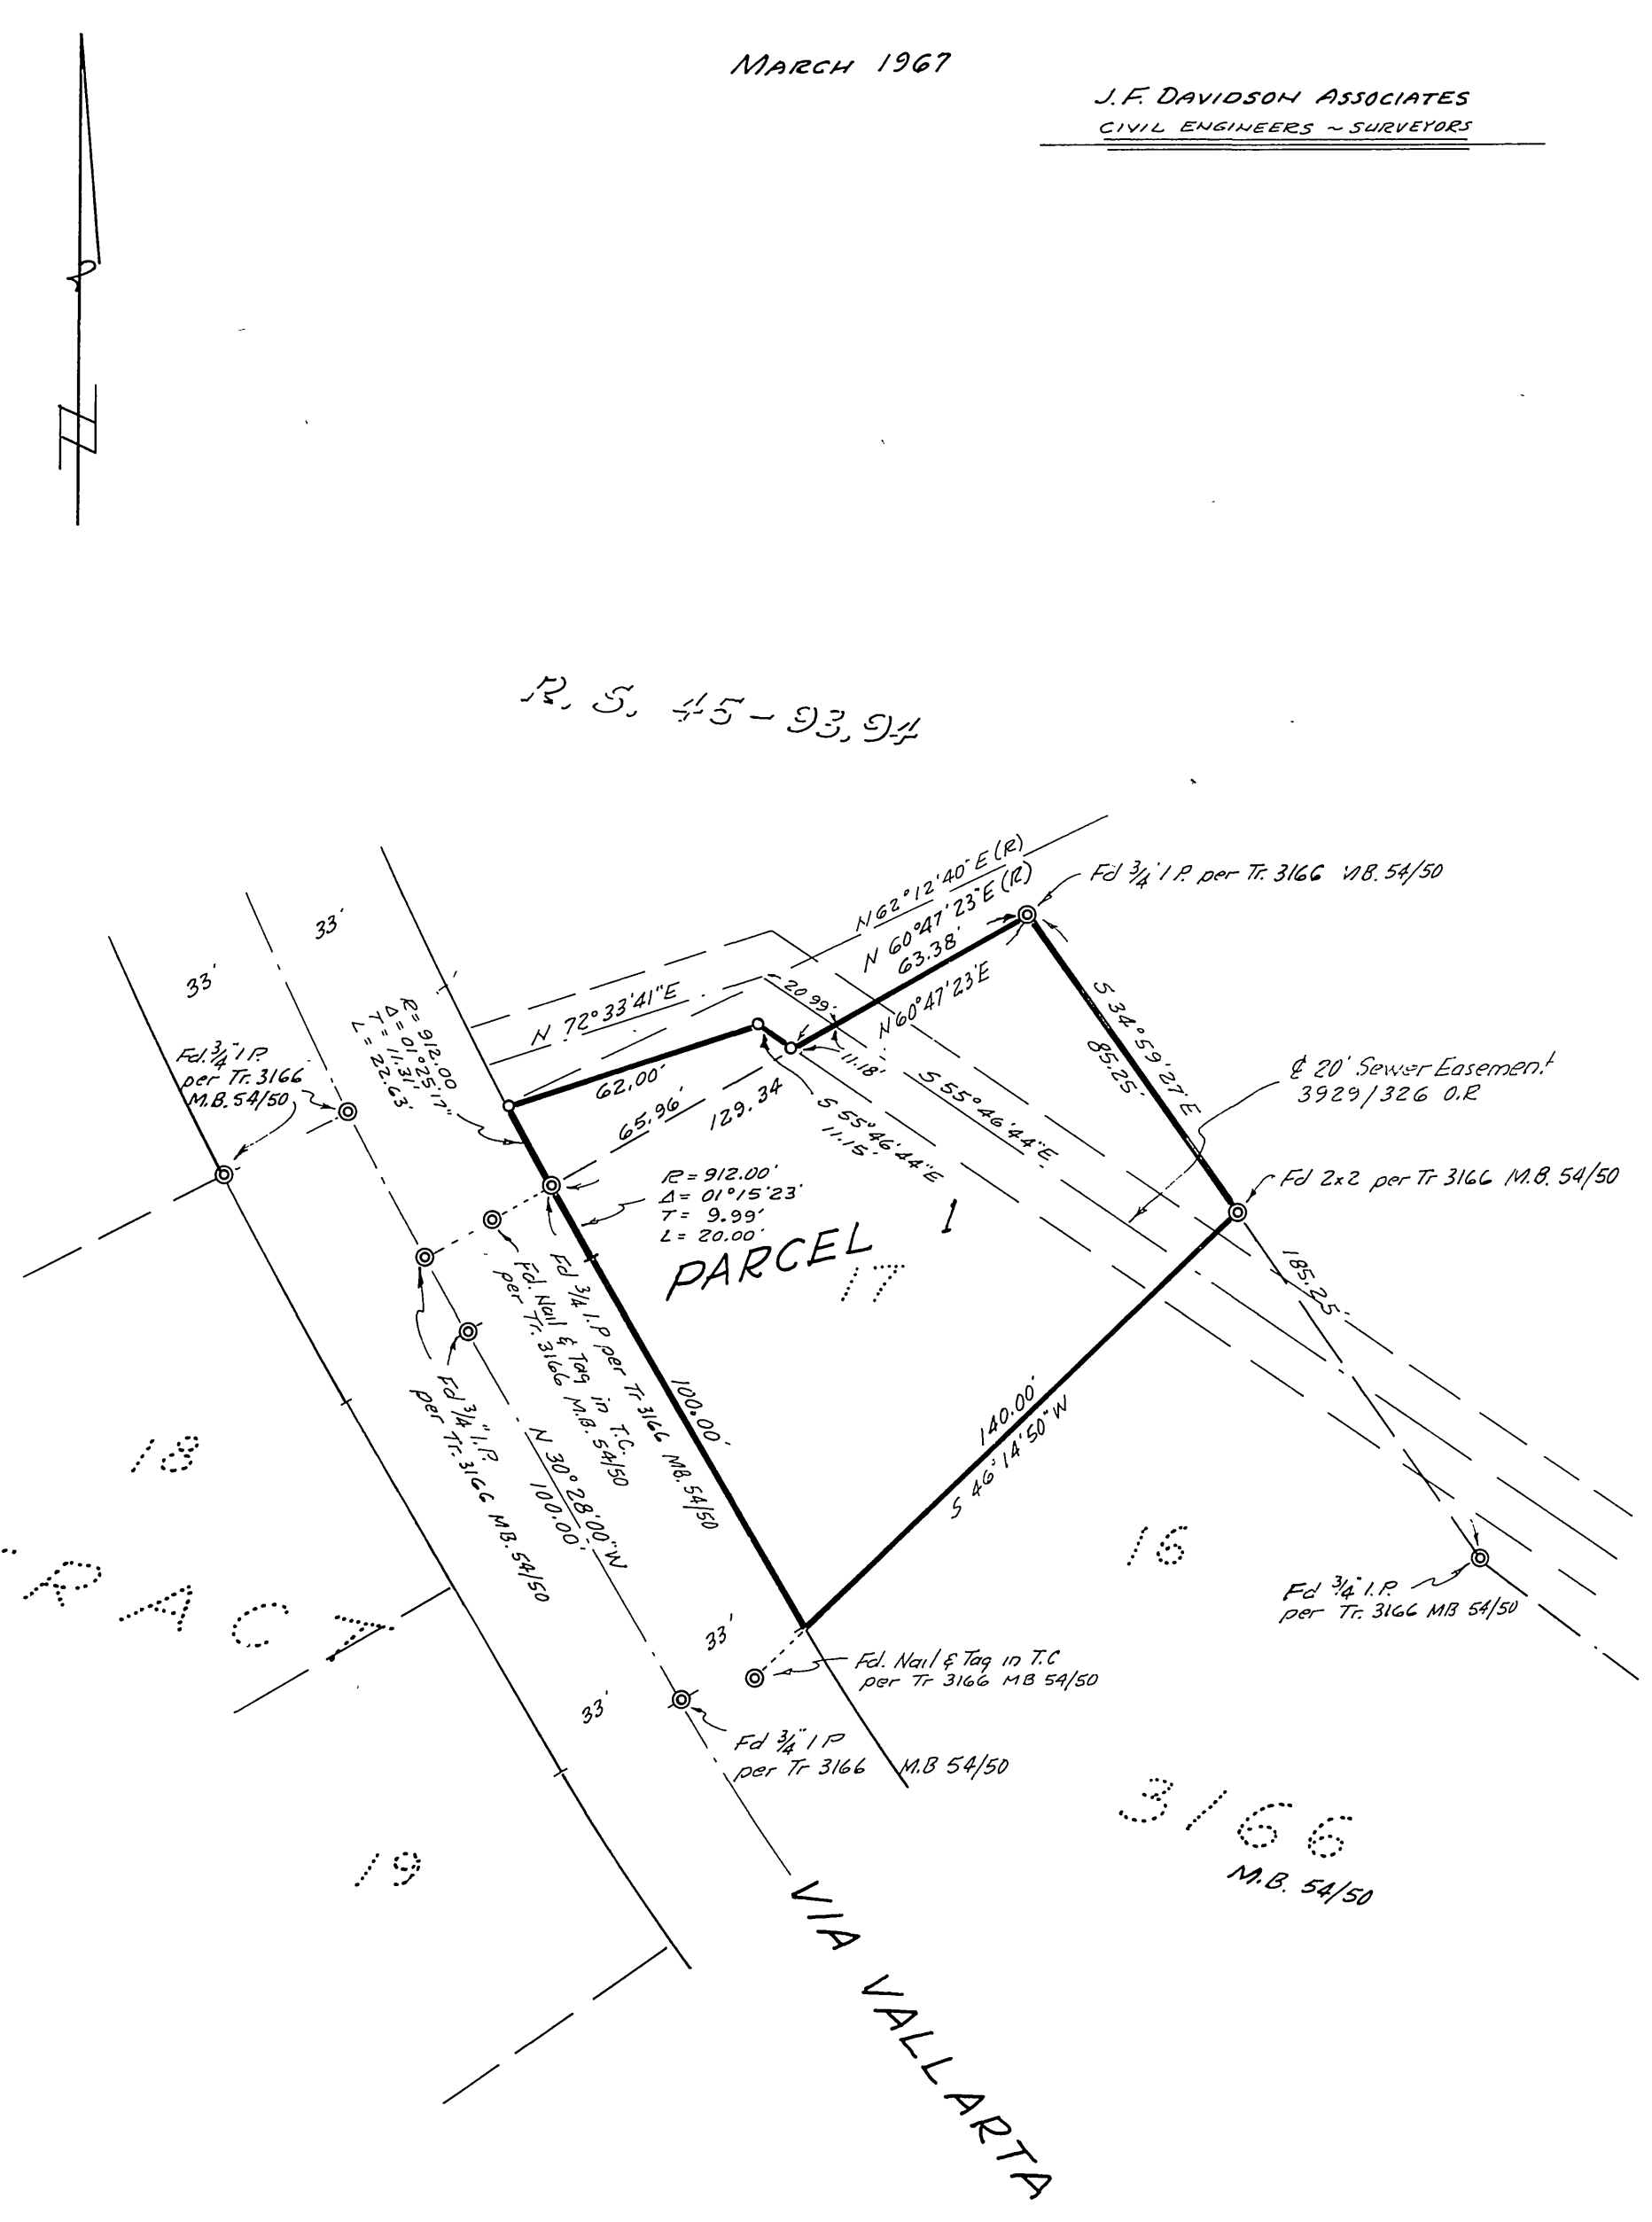 MARCH 1967
J.F. DAVIDSON ASSOCIATES
CIVIL ENGINEERS ~ SURVEYORS
R. S. 45-93,94
N 62°12'40" E (R)
N 60°47'23" E (R)
63.38'
N 60°47'23"E
Fd 3/4" I.P. per Tr. 3166 M.B. 54/50
33'
33'
N 72°33'41"E
20.99'
11.18'
R=912.00
Δ=01°25'17"
T=11.31'
L=22.63'
Fd. 3/4" I.P.
per Tr. 3166
M.B. 54/50
62.00'
65.96'
129.34
S 55°46'44"E
11.15'
S 55°46'44"E
S 34°59'27"E
85.25'
₵ 20' Sewer Easement
3929/326 O.R
Fd 2x2 per Tr 3166 M.B. 54/50
R=912.00'
Δ= 01°15'23"
T= 9.99'
L= 20.00'
PARCEL 1
17
Fd 3/4 I.P per Tr 3166 M.B. 54/50
Fd. Nail & Tag in T.C.
per Tr. 3166 M.B. 54/50
Fd 3/4" I.P.
per Tr. 3166 M.B. 54/50
N 30°28'00"W
100.00'
100.00'
140.00'
S 46°14'50"W
185.25'
18
16
RACT
Fd 3/4" I.P.
per Tr. 3166 MB 54/50
33'
33'
Fd. Nail & Tag in T.C
per Tr 3166 MB 54/50
Fd 3/4" I P
per Tr 3166 M.B 54/50
3166
M.B. 54/50
19
VIA VALLARTA